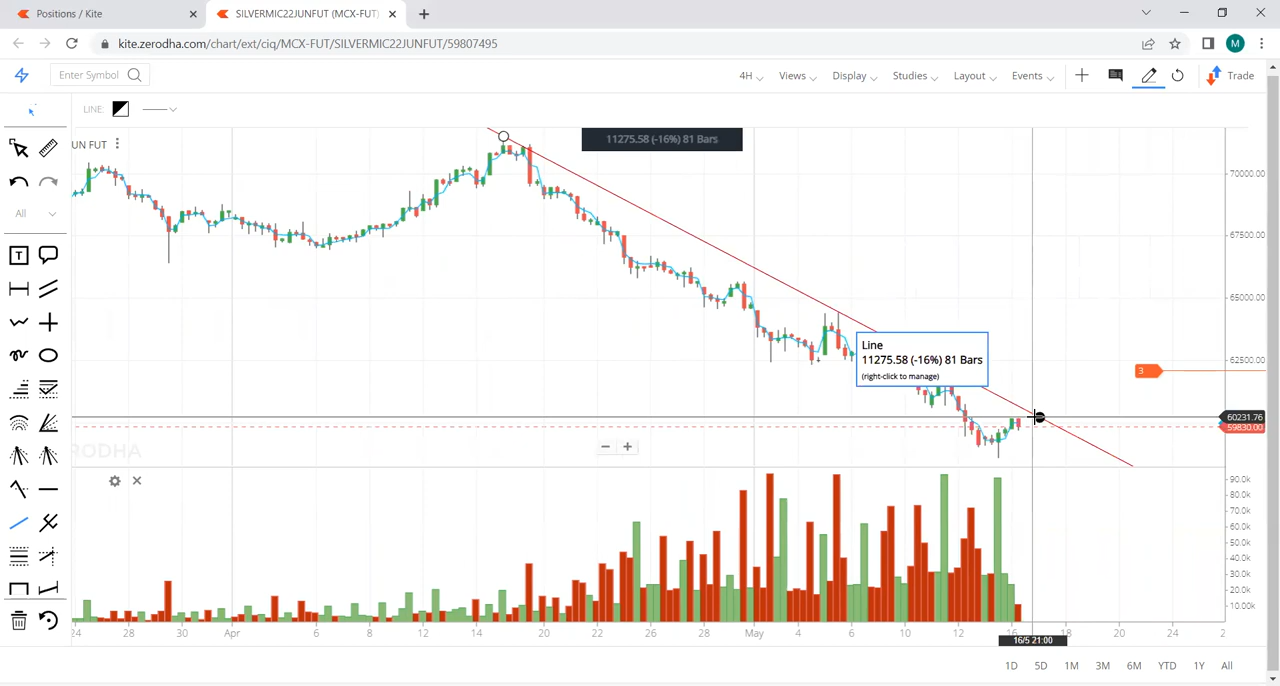 Positions / Kite
SILVERMIC22JUNFUT (MCX-FUT)
kite.zerodha.com/chart/ext/ciq/MCX-FUT/SILVERMIC22JUNFUT/59807495
M
Enter Symbol
4H
Views
Display
Studies
Layout
Events
Trade
LINE:
UN FUT
11275.58 (-16%) 81 Bars
All
T
Line
11275.58 (-16%) 81 Bars
(right-click to manage)
70000.00
67500.00
65000.00
62500.00
3
60231.76
59830.00
RODHA
90.0k
80.0k
70.0k
60.0k
50.0k
40.0k
30.0k
20.0k
10.00k
24 28 30 Apr 6 8 12 14 20 22 26 28 May 4 6 10 12 16 18 20 24 2
16/5 21:00
1D 5D 1M 3M 6M YTD 1Y All